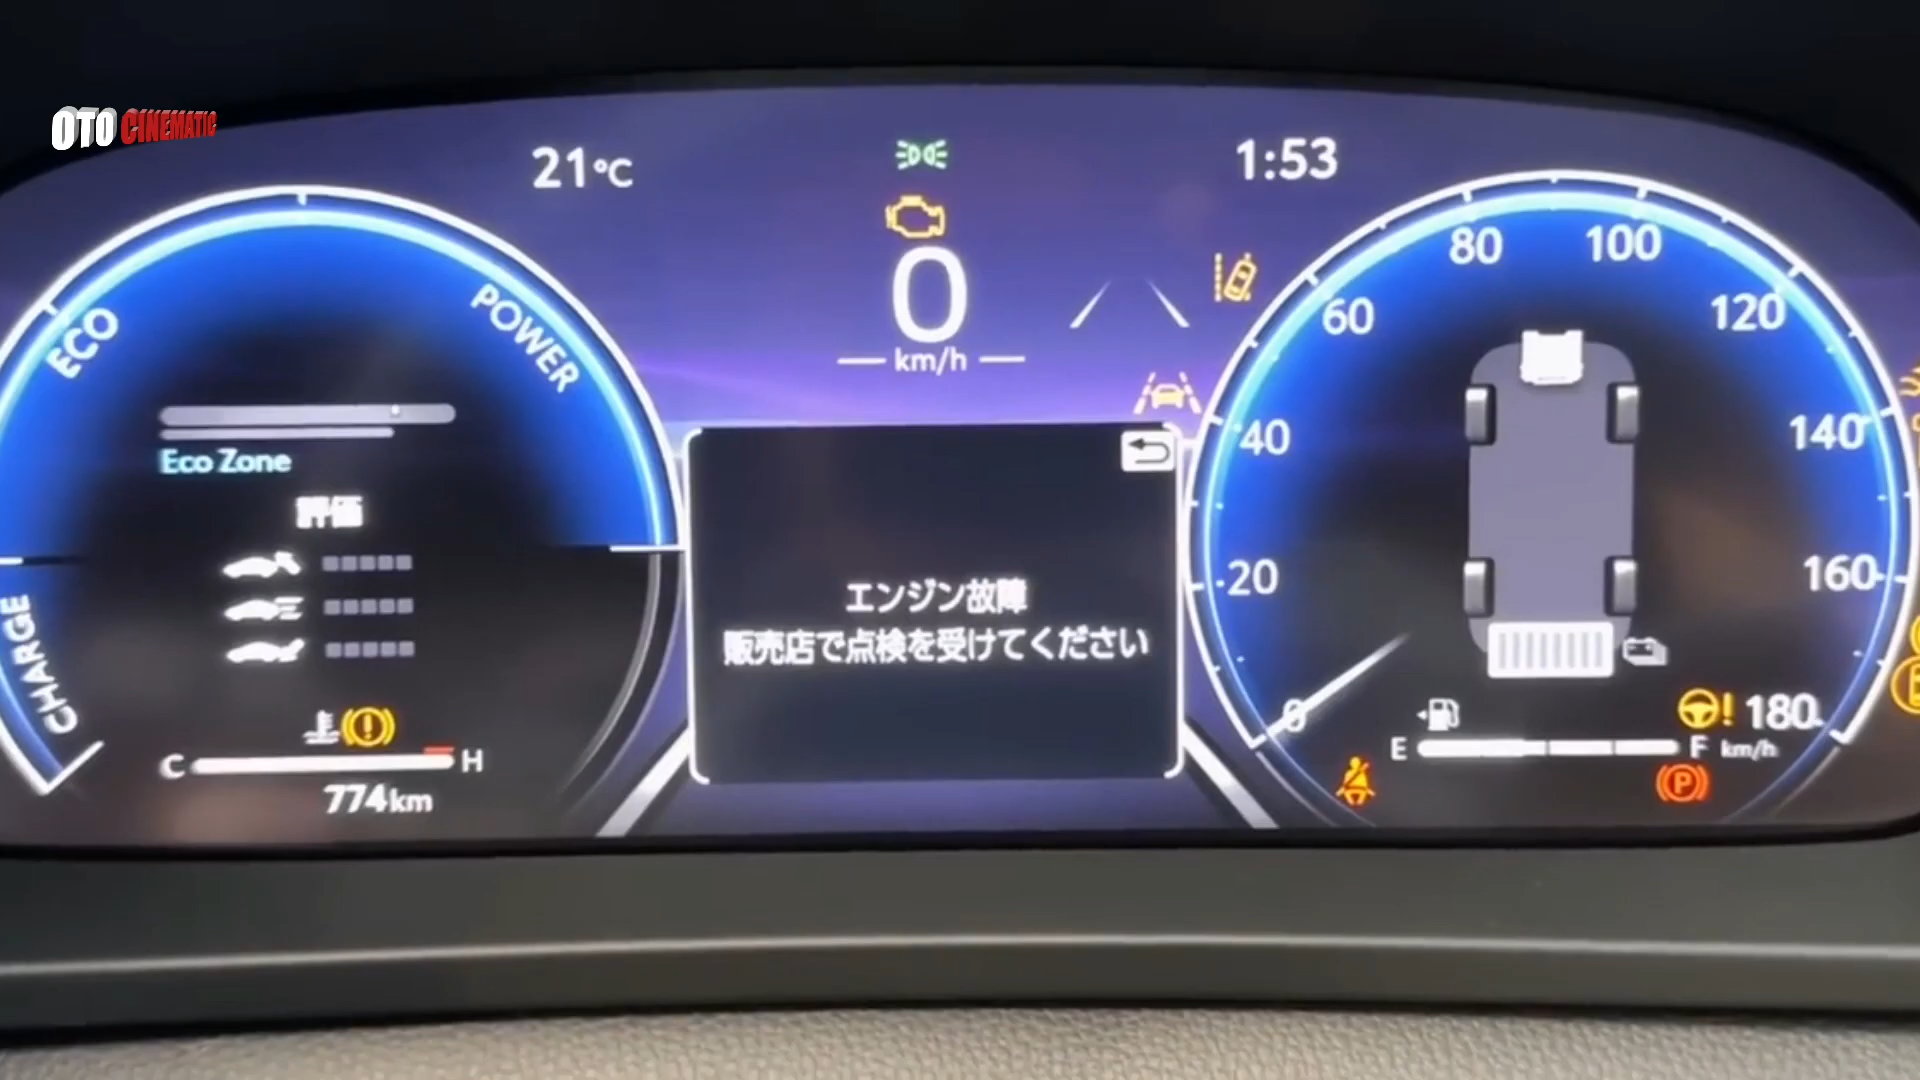 OTO CINEMATIC
21°C
1:53
0
km/h
ECO
POWER
CHARGE
Eco Zone
評価
C
H
774km
エンジン故障
販売店で点検を受けてください
0
20
40
60
80
100
120
140
160
180
km/h
E
F
P